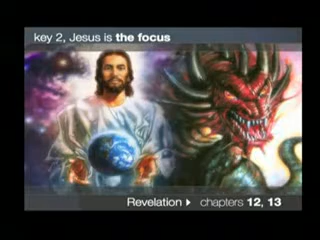 key 2, Jesus is the focus
Revelation ▸ chapters 12, 13